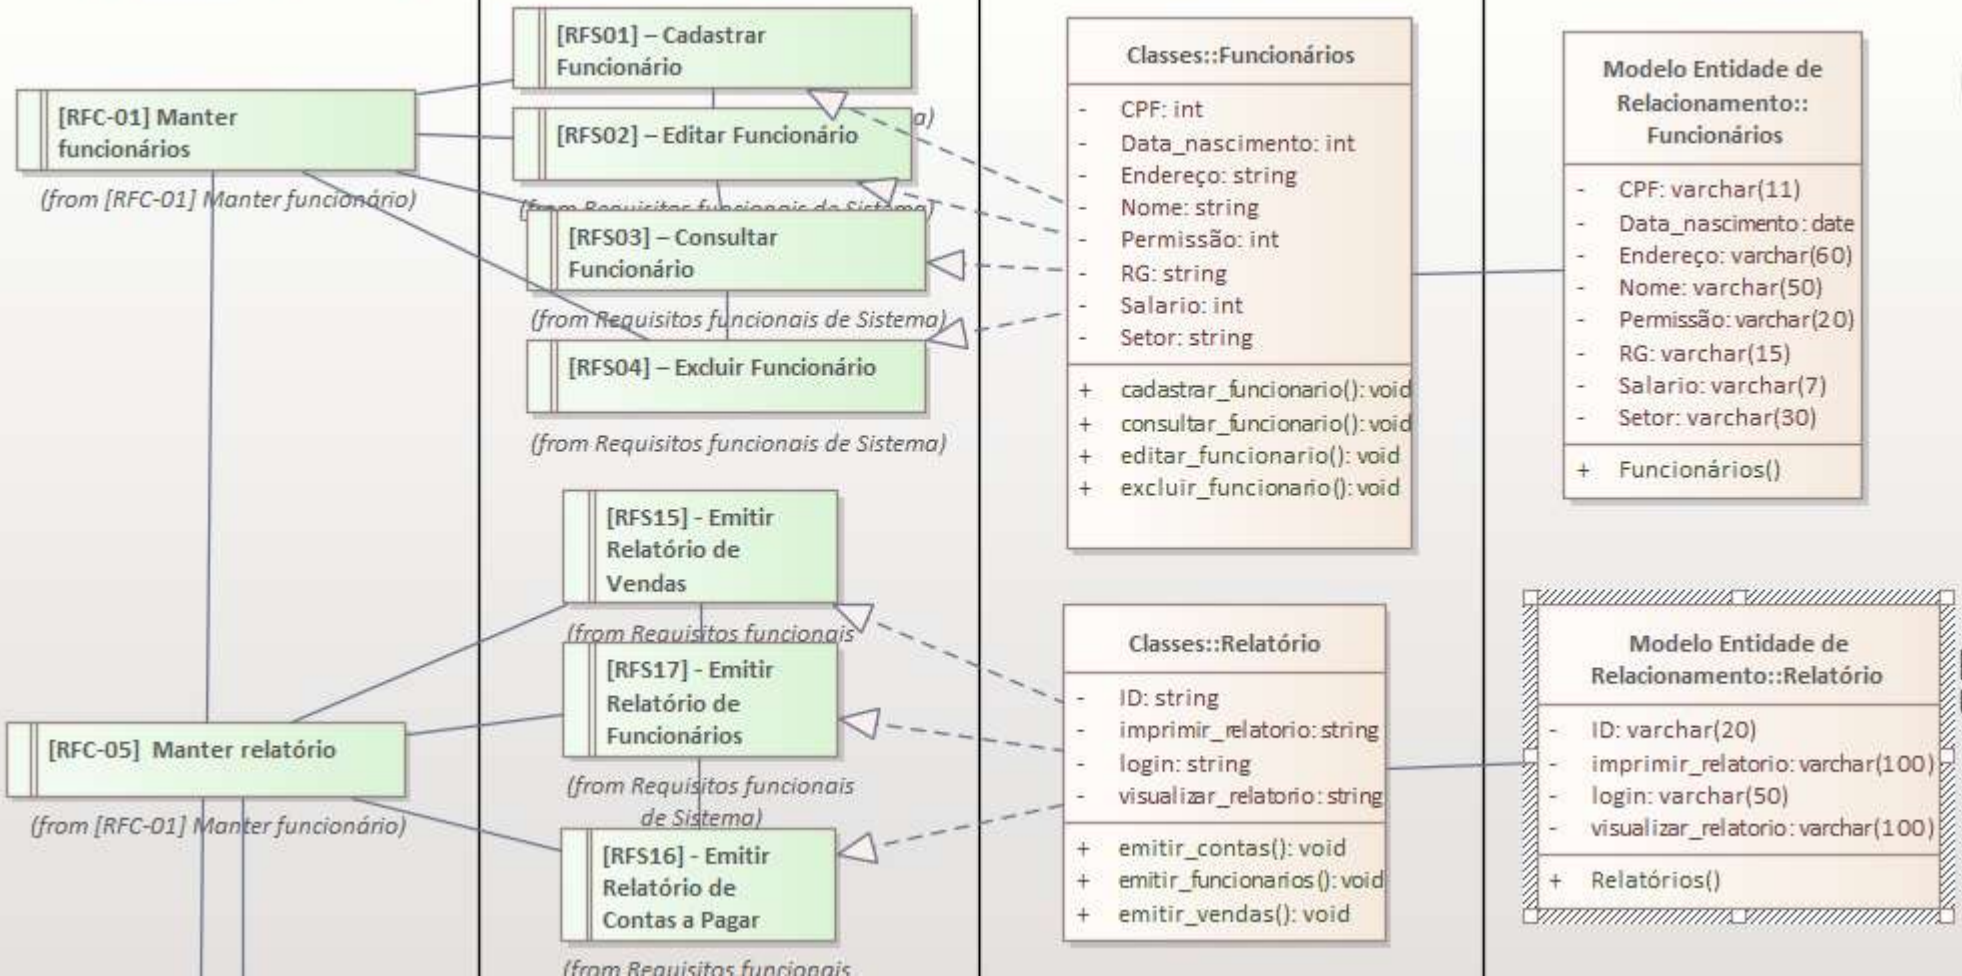 [RFC-01] Manter
funcionários
(from [RFC-01] Manter funcionário)
[RFC-05] Manter relatório
(from [RFC-01] Manter funcionário)
[RFS01] – Cadastrar
Funcionário
a)
[RFS02] – Editar Funcionário
(from Requisitos funcionais de Sistema)
[RFS03] – Consultar
Funcionário
(from Requisitos funcionais de Sistema)
[RFS04] – Excluir Funcionário
(from Requisitos funcionais de Sistema)
[RFS15] - Emitir
Relatório de
Vendas
(from Requisitos funcionais
[RFS17] - Emitir
Relatório de
Funcionários
(from Requisitos funcionais
de Sistema)
[RFS16] - Emitir
Relatório de
Contas a Pagar
(from Requisitos funcionais
Classes::Funcionários
- CPF: int
- Data_nascimento: int
- Endereço: string
- Nome: string
- Permissão: int
- RG: string
- Salario: int
- Setor: string
+ cadastrar_funcionario(): void
+ consultar_funcionario(): void
+ editar_funcionario(): void
+ excluir_funcionario(): void
Classes::Relatório
- ID: string
- imprimir_relatorio: string
- login: string
- visualizar_relatorio: string
+ emitir_contas(): void
+ emitir_funcionarios(): void
+ emitir_vendas(): void
Modelo Entidade de
Relacionamento::
Funcionários
- CPF: varchar(11)
- Data_nascimento: date
- Endereço: varchar(60)
- Nome: varchar(50)
- Permissão: varchar(20)
- RG: varchar(15)
- Salario: varchar(7)
- Setor: varchar(30)
+ Funcionários()
Modelo Entidade de
Relacionamento::Relatório
- ID: varchar(20)
- imprimir_relatorio: varchar(100)
- login: varchar(50)
- visualizar_relatorio: varchar(100)
+ Relatórios()